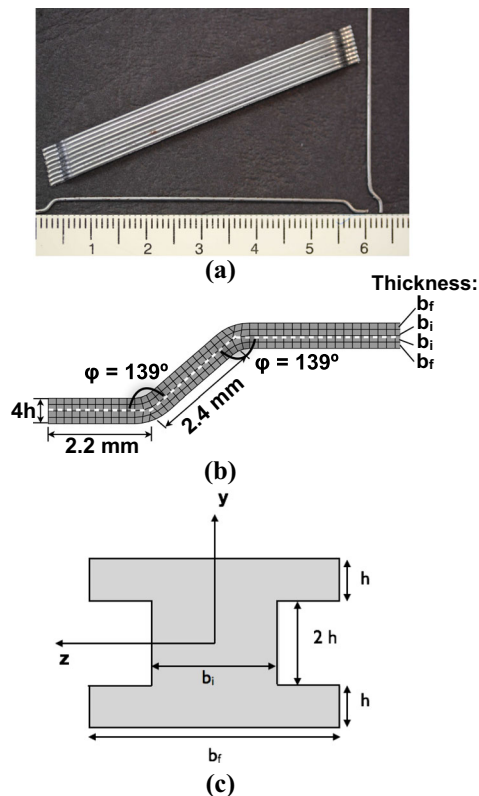 1 2 3 4 5 6
(a)
Thickness:
bf
bi
bi
bf
φ = 139º
φ = 139º
4h
2.4 mm
2.2 mm
(b)
y
h
2 h
z
bi
h
bf
(c)